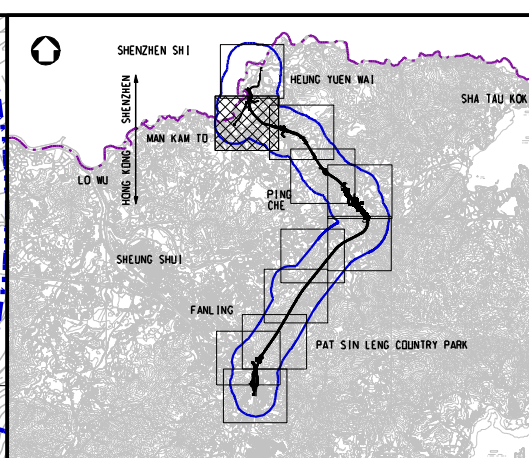 SHENZHEN SHI
HEUNG YUEN WAI
SHA TAU KOK
SHENZHEN
HONG KONG
MAN KAM TO
LO WU
PING
CHE
SHEUNG SHUI
FANLING
PAT SIN LENG COUNTRY PARK